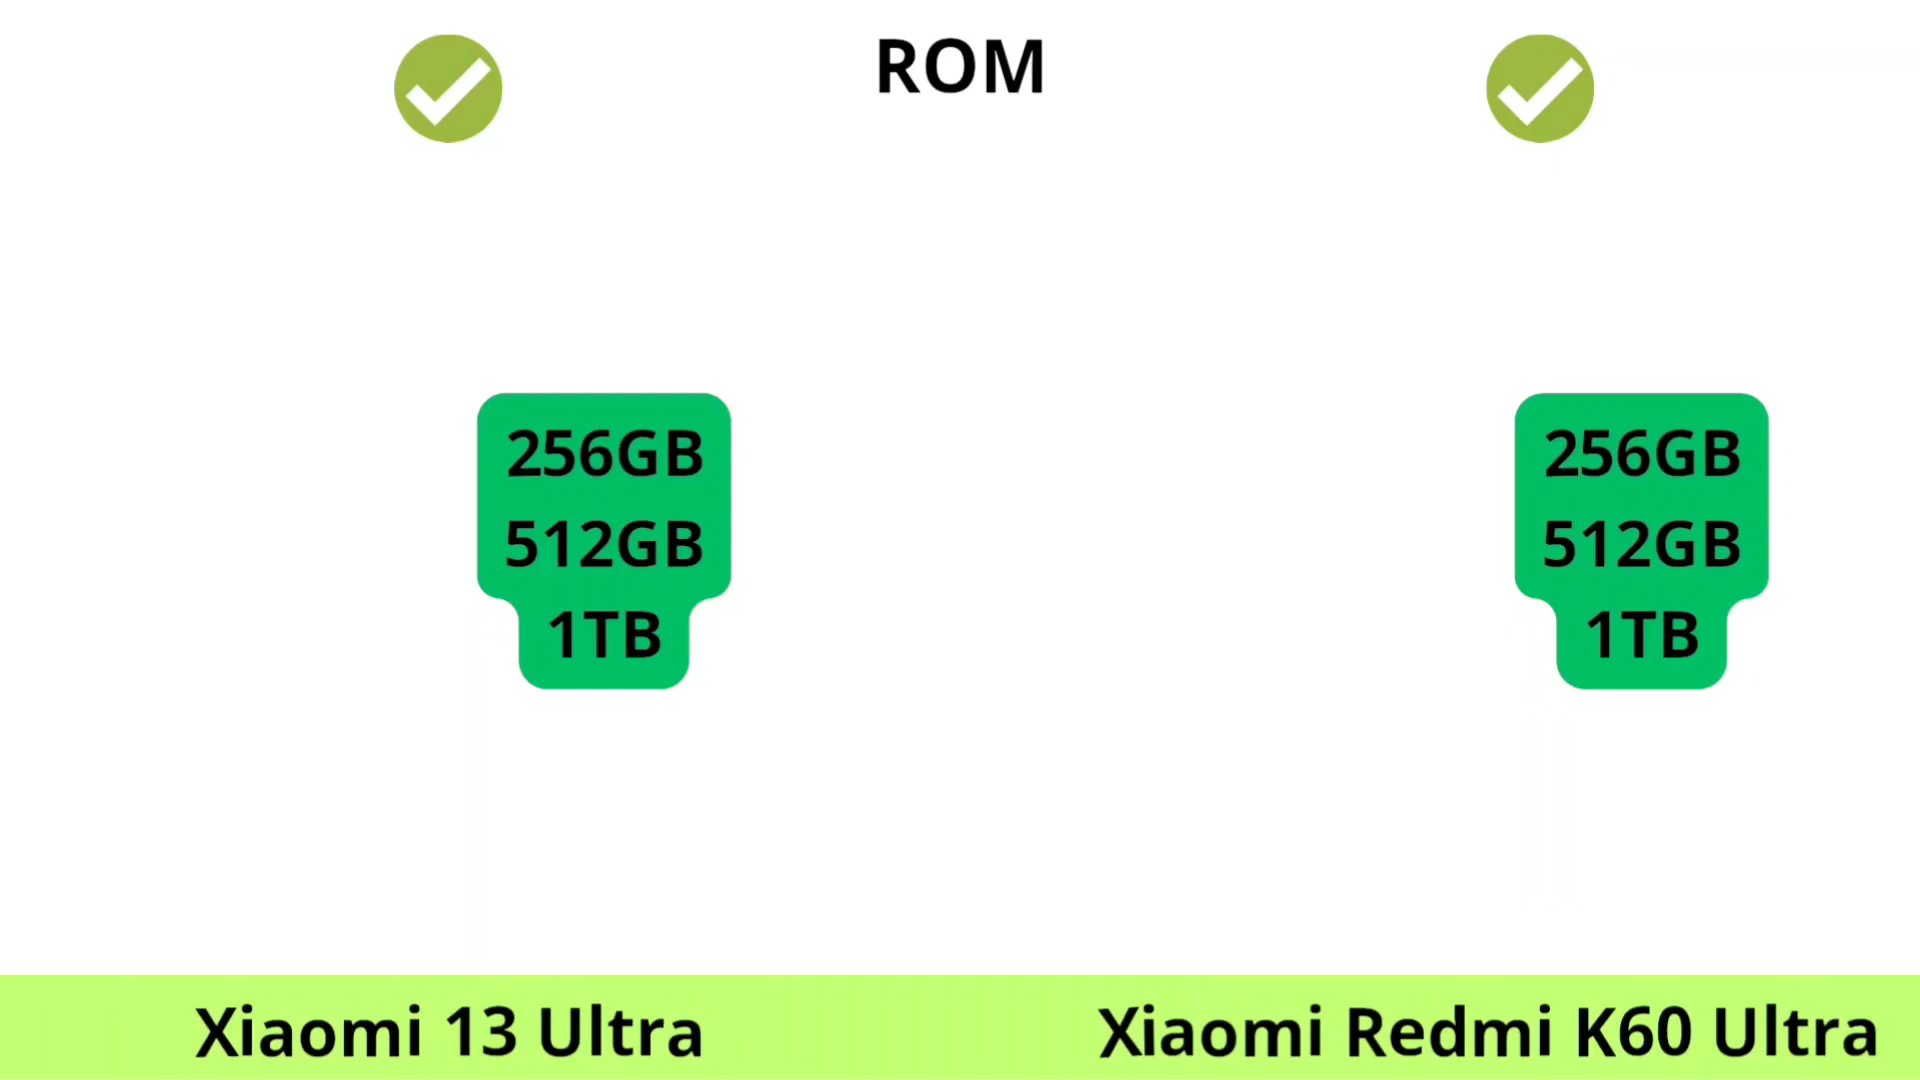 ROM
256GB
512GB
1TB
256GB
512GB
1TB
Xiaomi 13 Ultra
Xiaomi Redmi K60 Ultra